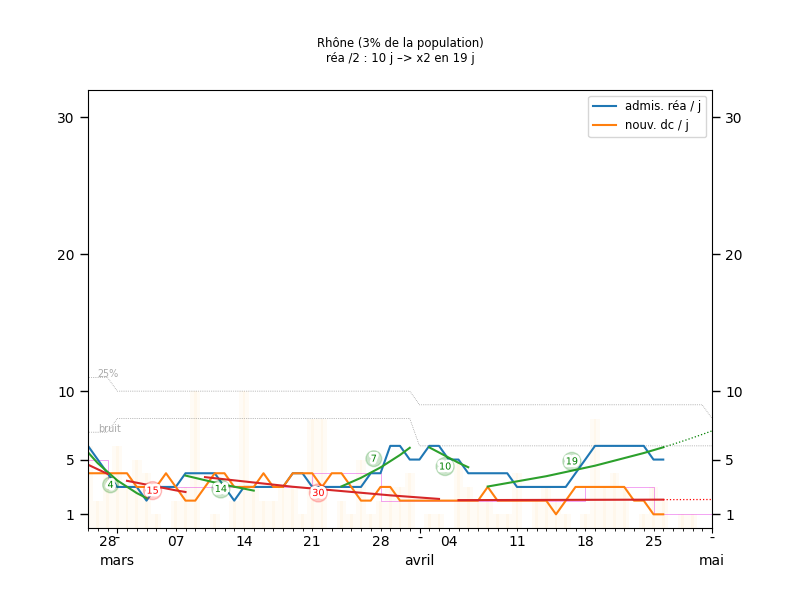 Rhône (3% de la population)
réa /2 : 10 j –> x2 en 19 j
admis. réa / j
nouv. dc / j
30 30
20 20
10 10
5 5
1 1
25%
bruit
4
15
14
30
7
10
19
28 07 14 21 28 04 11 18 25
mars avril mai